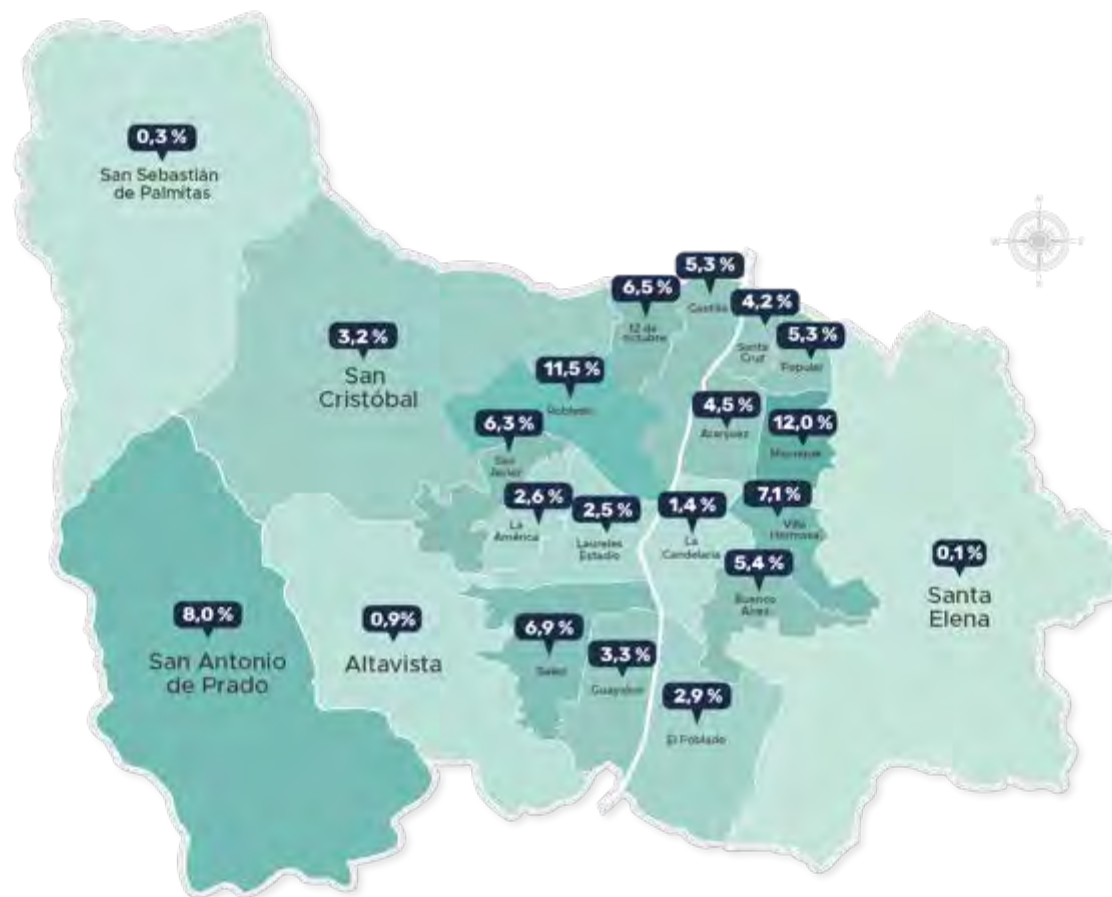 0,3 %
San Sebastián
de Palmitas
5,3 %
Castilla
6,5 %
12 de
octubre
4,2 %
Santa
Cruz
5,3 %
Popular
3,2 %
San
Cristóbal
11,5 %
Robledo
4,5 %
Aranjuez
12,0 %
Manrique
6,3 %
San
Javier
2,6 %
La
América
2,5 %
Laureles
Estadio
1,4 %
La
Candelaria
7,1 %
Villa
Hermosa
5,4 %
Buenos
Aires
0,1 %
Santa
Elena
8,0 %
San Antonio
de Prado
0,9%
Altavista
6,9 %
Belén
3,3 %
Guayabal
2,9 %
El Poblado
N
W
E
S